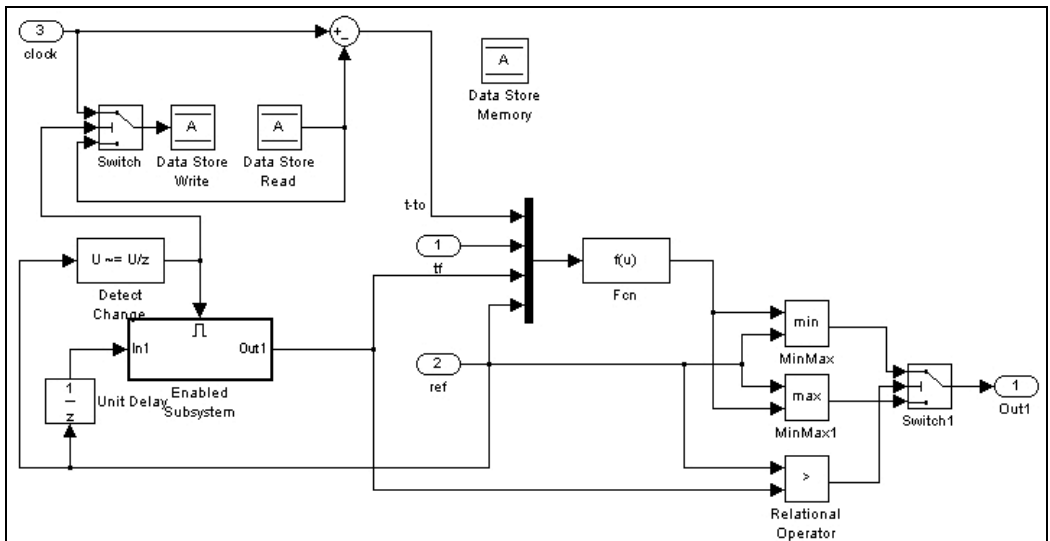 3
clock
+
-
A
Data Store
Memory
Switch
A
Data Store
Write
A
Data Store
Read
t-to
1
tf
U ~= U/z
Detect
Change
f(u)
Fcn
In1
Out1
Enabled
Subsystem
1
z
Unit Delay
2
ref
min
MinMax
max
MinMax1
Switch1
1
Out1
>
Relational
Operator